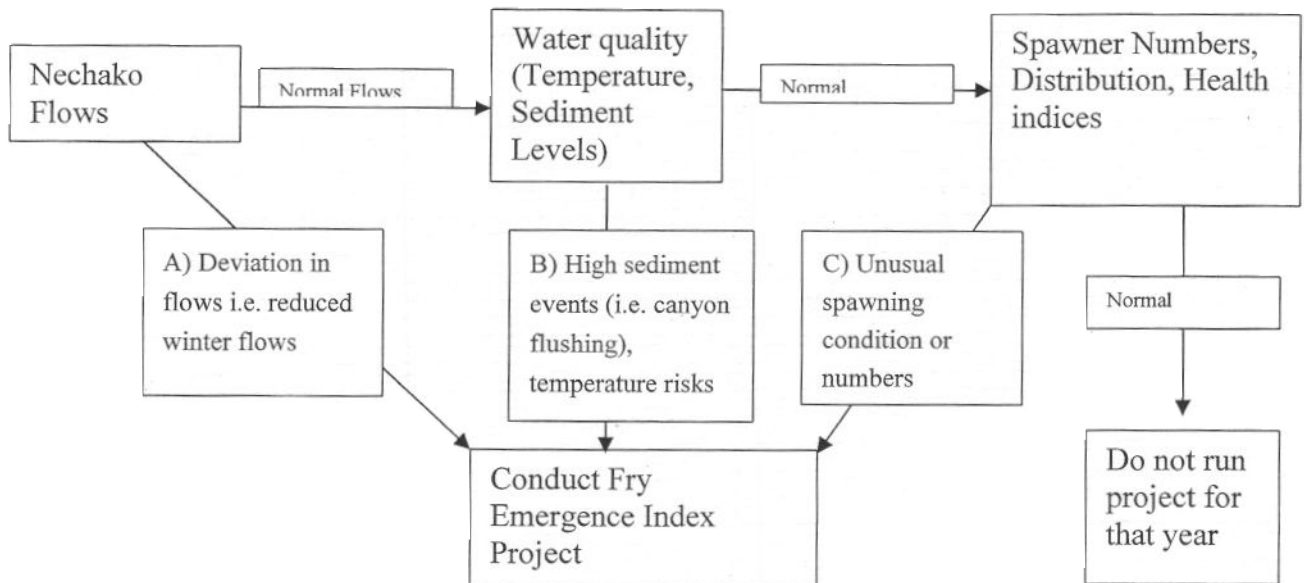 Nechako
Flows
Normal Flows
Water quality
(Temperature,
Sediment
Levels)
Normal
Spawner Numbers,
Distribution, Health
indices
A) Deviation in
flows i.e. reduced
winter flows
B) High sediment
events (i.e. canyon
flushing),
temperature risks
C) Unusual
spawning
condition or
numbers
Normal
Conduct Fry
Emergence Index
Project
Do not run
project for
that year